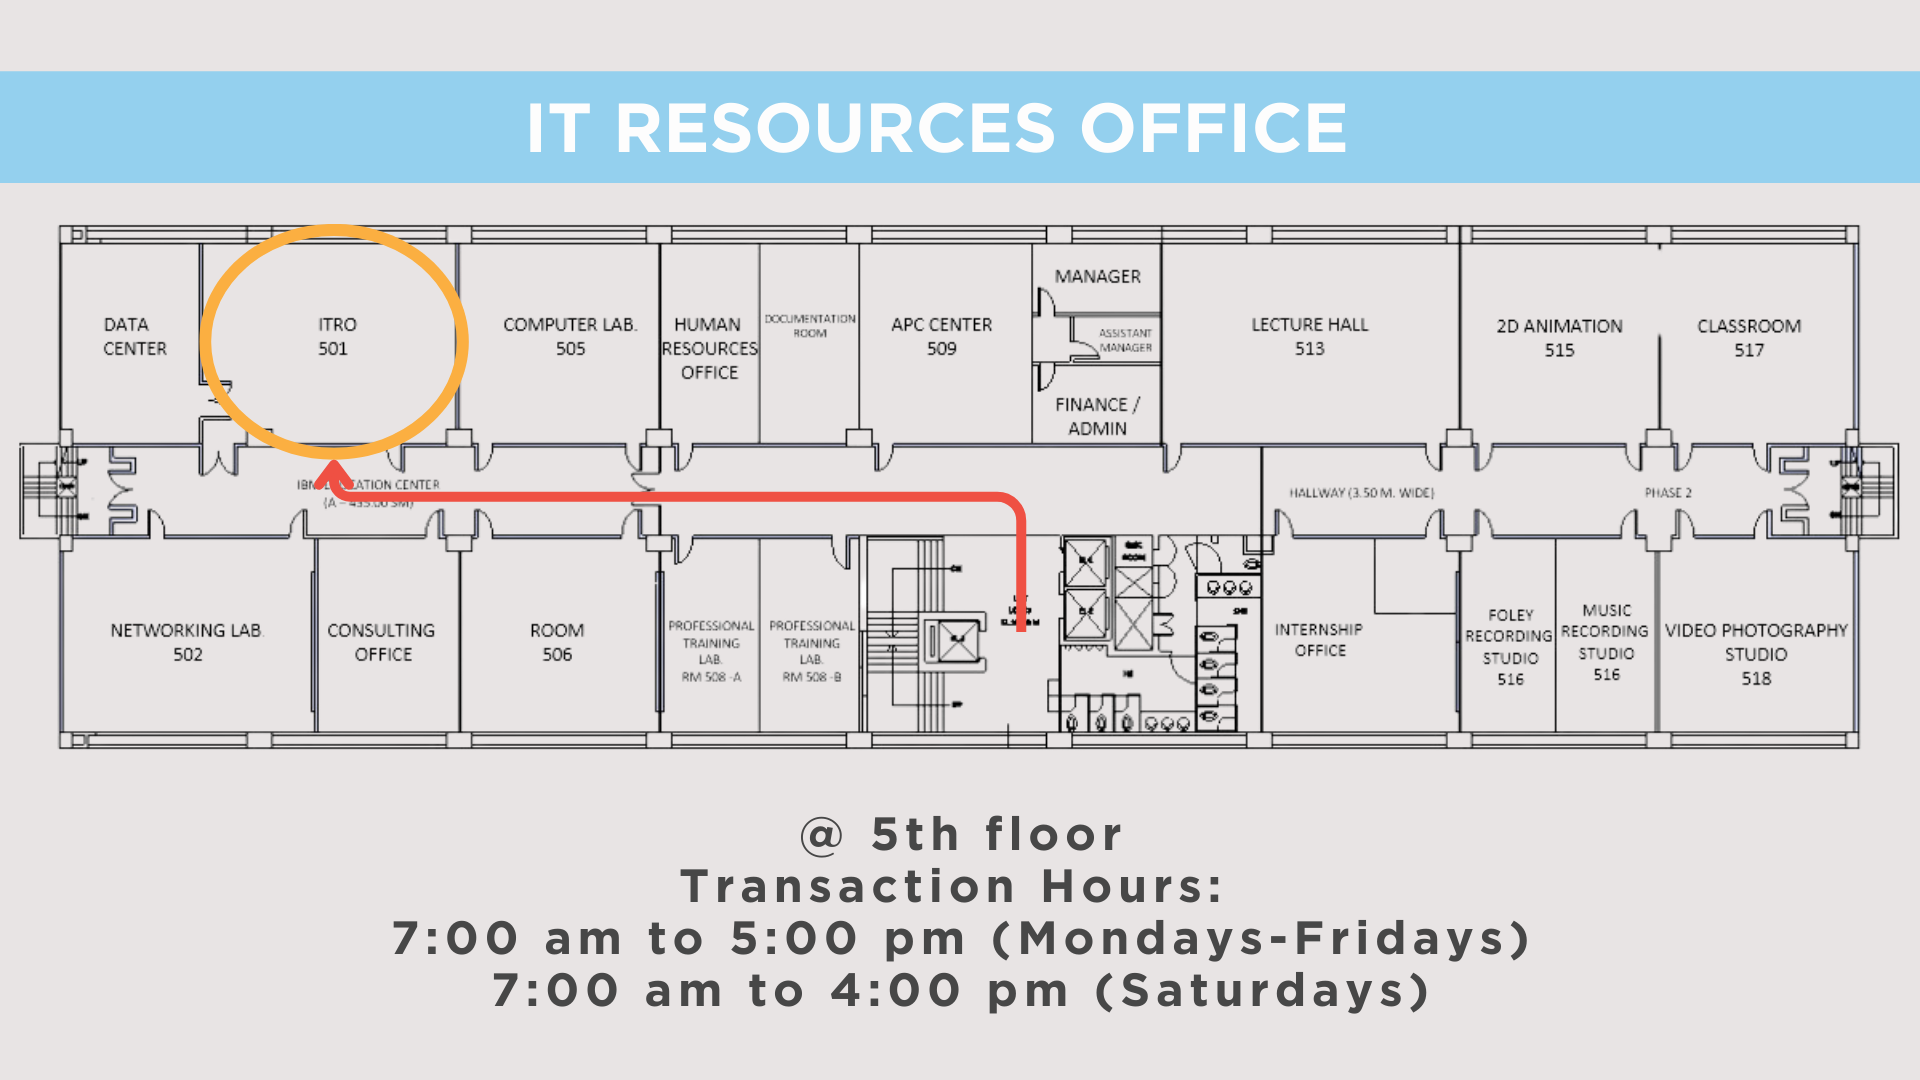 IT RESOURCES OFFICE
DATA
CENTER
ITRO
501
COMPUTER LAB.
505
HUMAN
RESOURCES
OFFICE
DOCUMENTATION
ROOM
APC CENTER
509
MANAGER
ASSISTANT
MANAGER
FINANCE /
ADMIN
LECTURE HALL
513
2D ANIMATION
515
CLASSROOM
517
CENTER
(A – 435.00 SM)
HALLWAY (3.50 M. WIDE)
PHASE 2
NETWORKING LAB.
502
CONSULTING
OFFICE
ROOM
506
PROFESSIONAL
TRAINING
LAB.
RM 508 -A
PROFESSIONAL
TRAINING
LAB.
RM 508 -B
INTERNSHIP
OFFICE
FOLEY
RECORDING
STUDIO
516
MUSIC
RECORDING
STUDIO
516
VIDEO PHOTOGRAPHY
STUDIO
518
@ 5th floor
Transaction Hours:
7:00 am to 5:00 pm (Mondays-Fridays)
7:00 am to 4:00 pm (Saturdays)